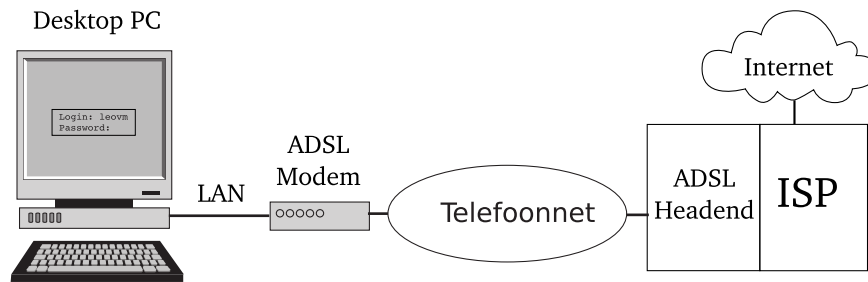 Desktop PC
Login: leovm
Password:
LAN
ADSL
Modem
Telefoonnet
ADSL
Headend
ISP
Internet